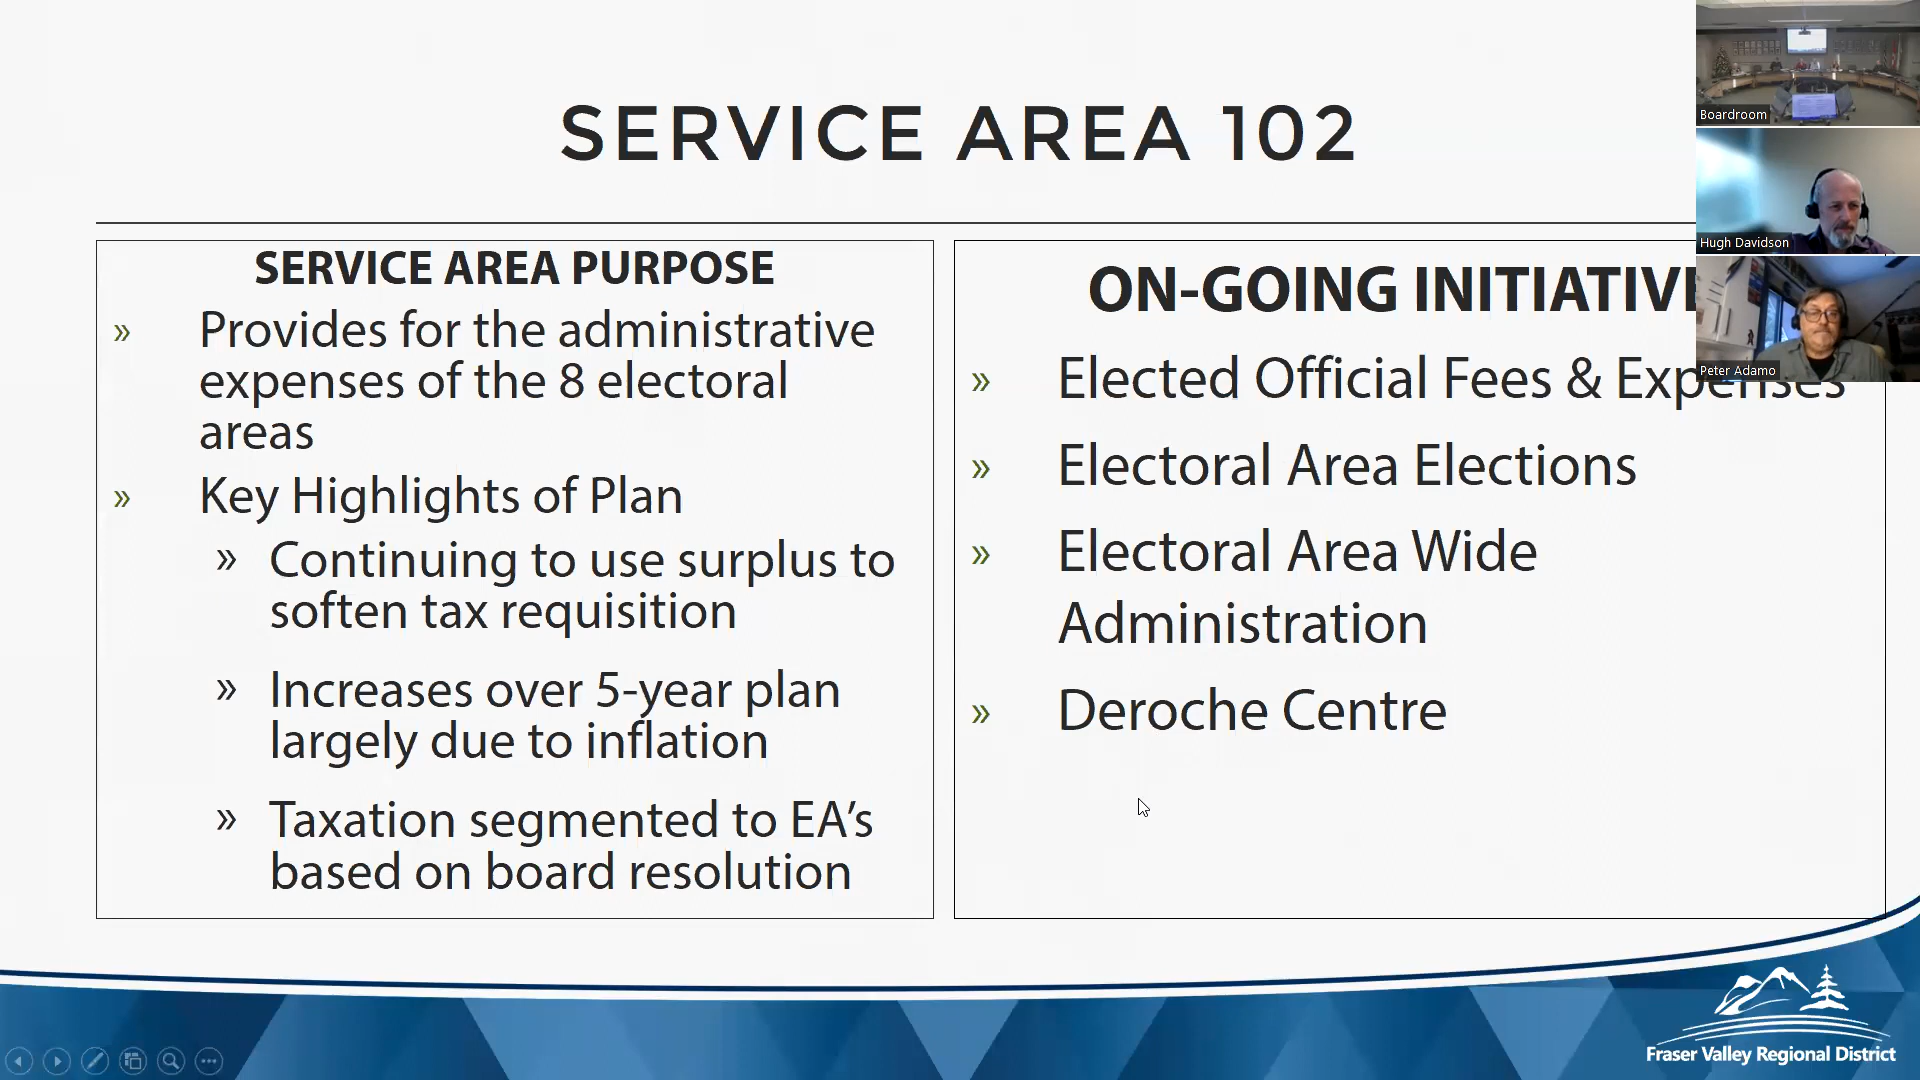 SERVICE AREA 102
SERVICE AREA PURPOSE
» Provides for the administrative
expenses of the 8 electoral
areas
» Key Highlights of Plan
» Continuing to use surplus to
soften tax requisition
» Increases over 5-year plan
largely due to inflation
» Taxation segmented to EA’s
based on board resolution
ON-GOING INITIATIVE
» Elected Official Fees & Expenses
» Electoral Area Elections
» Electoral Area Wide
Administration
» Deroche Centre
Boardroom
Hugh Davidson
Peter Adamo
Fraser Valley Regional District